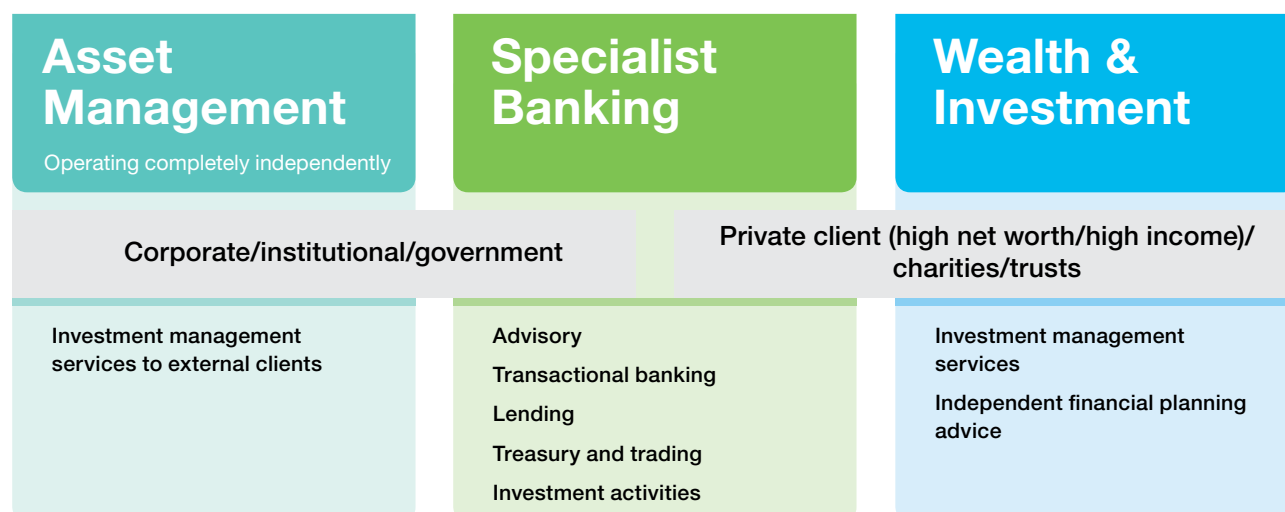 Asset
Management
Operating completely independently
Specialist
Banking
Wealth &
Investment
Corporate/institutional/government
Private client (high net worth/high income)/
charities/trusts
Investment management
services to external clients
Advisory
Transactional banking
Lending
Treasury and trading
Investment activities
Investment management
services
Independent financial planning
advice